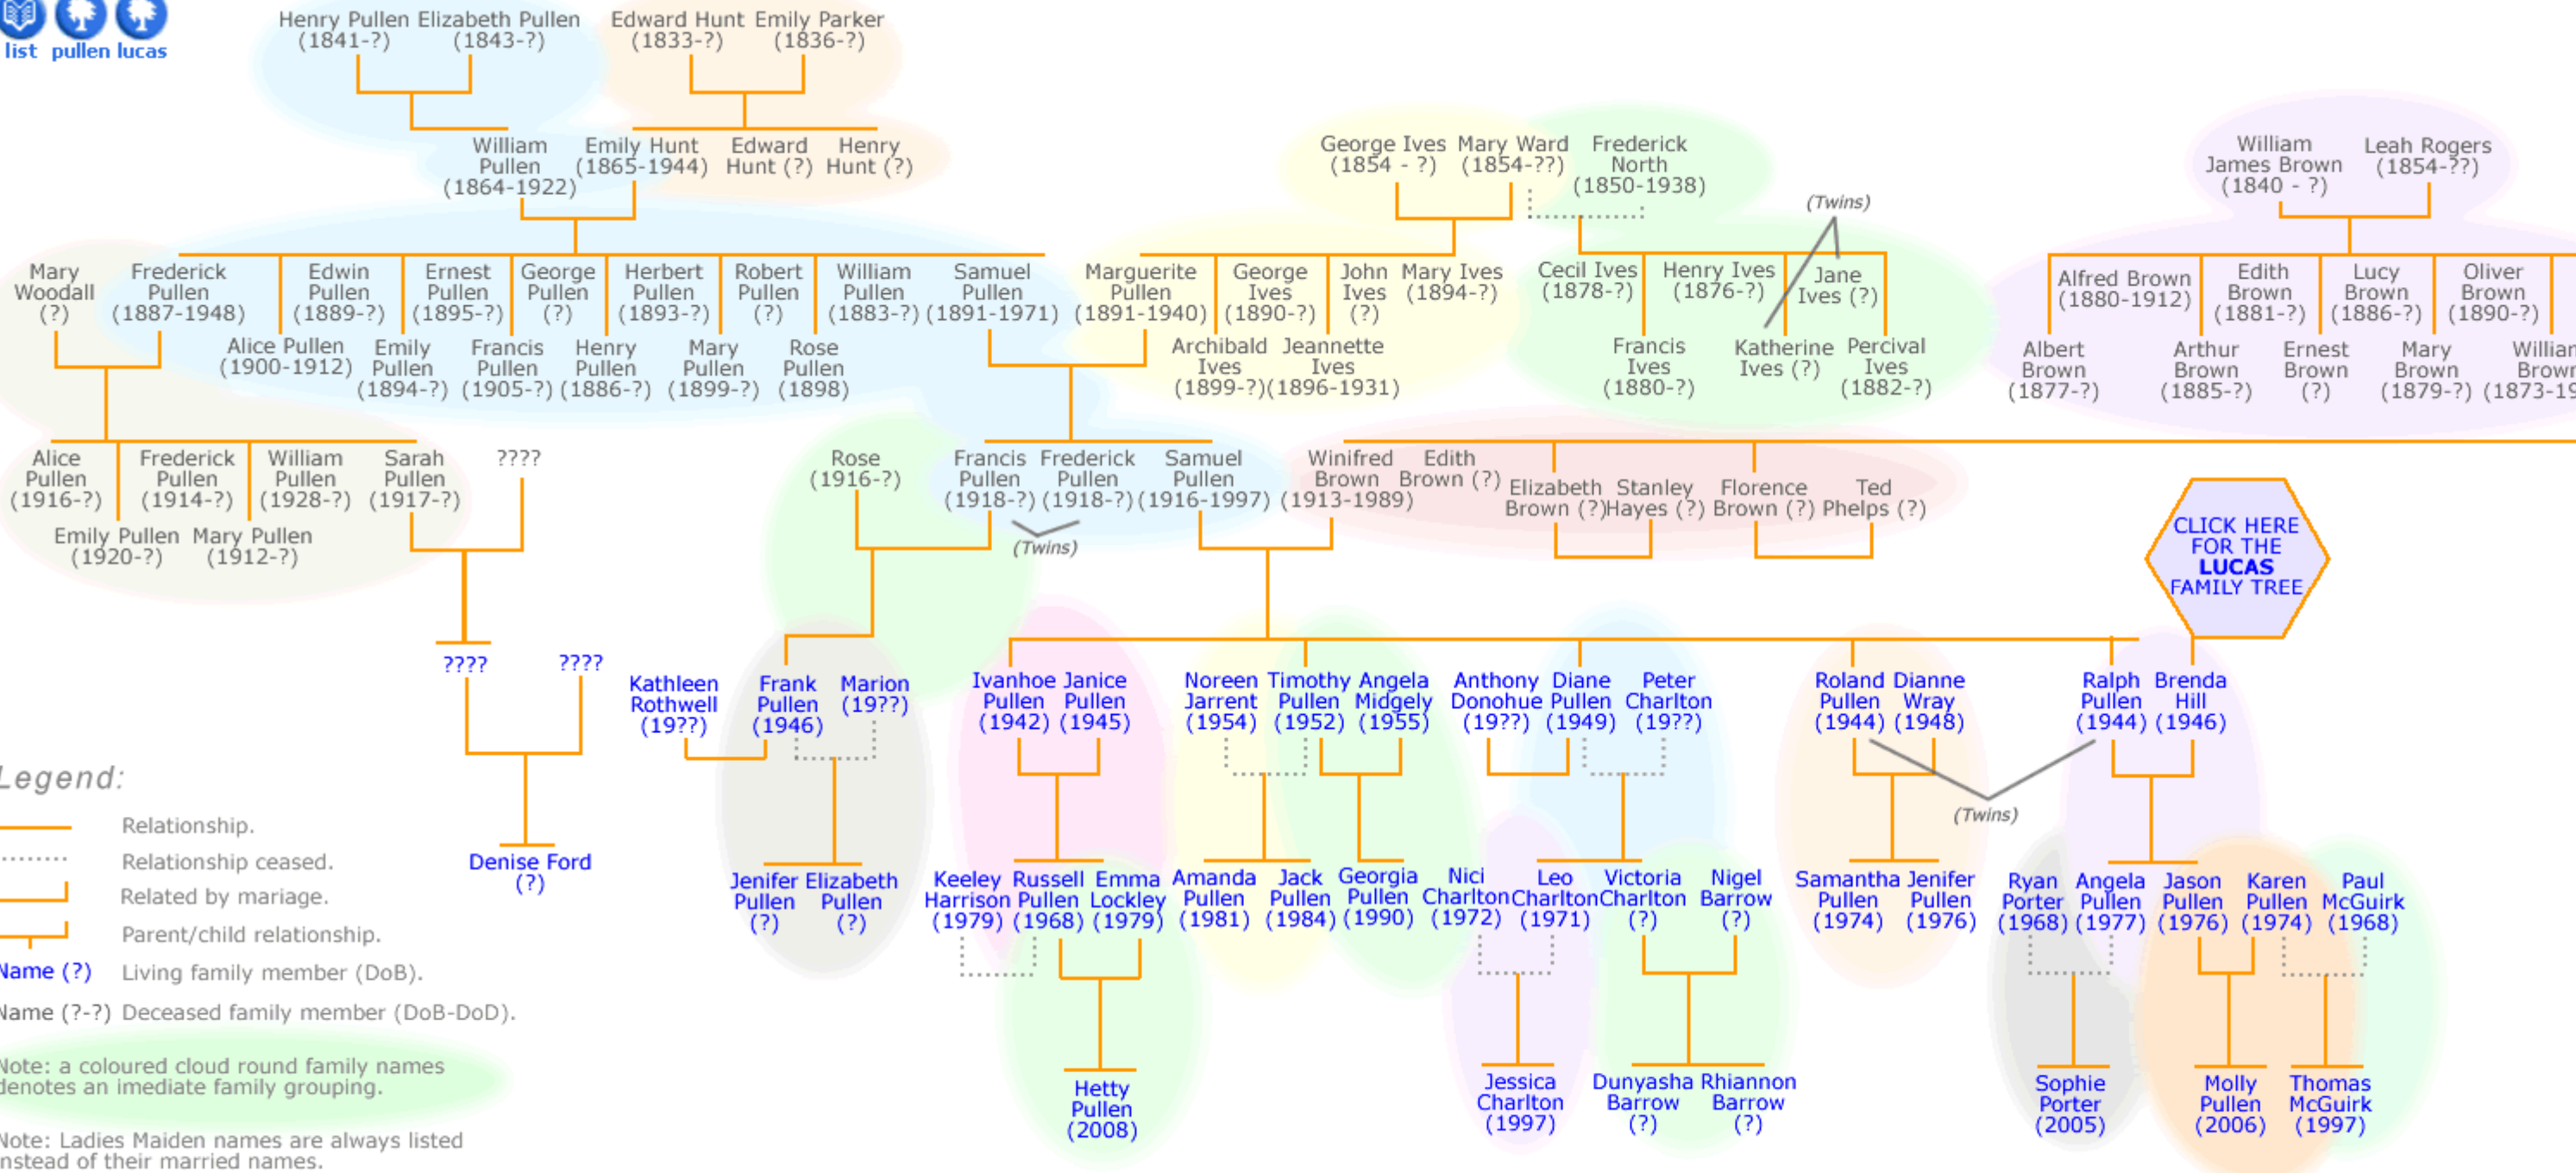 list pullen lucas
Henry Pullen
(1841-?)
Elizabeth Pullen
(1843-?)
Edward Hunt
(1833-?)
Emily Parker
(1836-?)
William
Pullen
(1864-1922)
Emily Hunt
(1865-1944)
Edward
Hunt (?)
Henry
Hunt (?)
George Ives
(1854 - ?)
Mary Ward
(1854-??)
Frederick
North
(1850-1938)
(Twins)
William
James Brown
(1840 - ?)
Leah Rogers
(1854-??)
Mary
Woodall
(?)
Frederick
Pullen
(1887-1948)
Edwin
Pullen
(1889-?)
Ernest
Pullen
(1895-?)
George
Pullen
(?)
Herbert
Pullen
(1893-?)
Robert
Pullen
(?)
William
Pullen
(1883-?)
Samuel
Pullen
(1891-1971)
Marguerite
Pullen
(1891-1940)
George
Ives
(1890-?)
John
Ives
(?)
Mary Ives
(1894-?)
Cecil Ives
(1878-?)
Henry Ives
(1876-?)
Jane
Ives (?)
Alfred Brown
(1880-1912)
Edith
Brown
(1881-?)
Lucy
Brown
(1886-?)
Oliver
Brown
(1890-?)
Alice Pullen
(1900-1912)
Emily
Pullen
(1894-?)
Francis
Pullen
(1905-?)
Henry
Pullen
(1886-?)
Mary
Pullen
(1899-?)
Rose
Pullen
(1898)
Archibald
Ives
(1899-?)
Jeannette
Ives
(1896-1931)
Francis
Ives
(1880-?)
Katherine
Ives (?)
Percival
Ives
(1882-?)
Albert
Brown
(1877-?)
Arthur
Brown
(1885-?)
Ernest
Brown
(?)
Mary
Brown
(1879-?)
Willian
Brown
(1873-19
Alice
Pullen
(1916-?)
Frederick
Pullen
(1914-?)
William
Pullen
(1928-?)
Sarah
Pullen
(1917-?)
????
Emily Pullen
(1920-?)
Mary Pullen
(1912-?)
Rose
(1916-?)
Francis
Pullen
(1918-?)
Frederick
Pullen
(1918-?)
Samuel
Pullen
(1916-1997)
(Twins)
Winifred
Brown
(1913-1989)
Edith
Brown (?)
Elizabeth
Brown (?)
Stanley
Hayes (?)
Florence
Brown (?)
Ted
Phelps (?)
CLICK HERE
FOR THE
LUCAS
FAMILY TREE
????
????
Kathleen
Rothwell
(19??)
Frank
Pullen
(1946)
Marion
(19??)
Ivanhoe
Pullen
(1942)
Janice
Pullen
(1945)
Noreen
Jarrent
(1954)
Timothy
Pullen
(1952)
Angela
Midgely
(1955)
Anthony
Donohue
(19??)
Diane
Pullen
(1949)
Peter
Charlton
(19??)
Roland
Pullen
(1944)
Dianne
Wray
(1948)
Ralph
Pullen
(1944)
Brenda
Hill
(1946)
(Twins)
Denise Ford
(?)
Jenifer
Pullen
(?)
Elizabeth
Pullen
(?)
Keeley
Harrison
(1979)
Russell
Pullen
(1968)
Emma
Lockley
(1979)
Amanda
Pullen
(1981)
Jack
Pullen
(1984)
Georgia
Pullen
(1990)
Nici
Charlton
(1972)
Leo
Charlton
(1971)
Victoria
Charlton
(?)
Nigel
Barrow
(?)
Samantha
Pullen
(1974)
Jenifer
Pullen
(1976)
Ryan
Porter
(1968)
Angela
Pullen
(1977)
Jason
Pullen
(1976)
Karen
Pullen
(1974)
Paul
McGuirk
(1968)
Hetty
Pullen
(2008)
Jessica
Charlton
(1997)
Dunyasha
Barrow
(?)
Rhiannon
Barrow
(?)
Sophie
Porter
(2005)
Molly
Pullen
(2006)
Thomas
McGuirk
(1997)
Legend:
Relationship.
Relationship ceased.
Related by mariage.
Parent/child relationship.
Name (?) Living family member (DoB).
Name (?-?) Deceased family member (DoB-DoD).
Note: a coloured cloud round family names
denotes an imediate family grouping.
Note: Ladies Maiden names are always listed
instead of their married names.